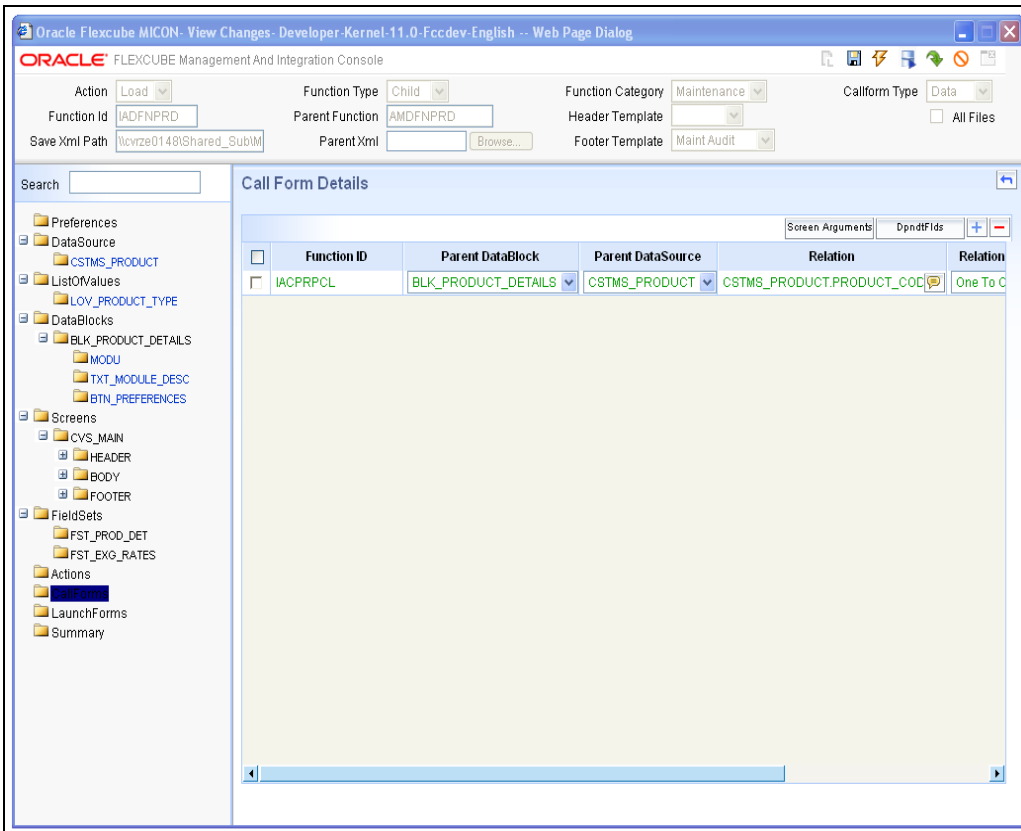 Oracle Flexcube MICON- View Changes- Developer-Kernel-11.0-Fccdev-English -- Web Page Dialog
ORACLE FLEXCUBE Management And Integration Console
Action Load Function Type Child Function Category Maintenance Callform Type Data
Function Id IADFNPRD Parent Function AMDFNPRD Header Template All Files
Save Xml Path \\cvrze0148\Shared_Sub\M Parent Xml Browse... Footer Template Maint Audit
Search
Call Form Details
Preferences
DataSource
CSTMS_PRODUCT
ListOfValues
LOV_PRODUCT_TYPE
DataBlocks
BLK_PRODUCT_DETAILS
MODU
TXT_MODULE_DESC
BTN_PREFERENCES
Screens
CVS_MAIN
HEADER
BODY
FOOTER
FieldSets
FST_PROD_DET
FST_EXG_RATES
Actions
CallForms
LaunchForms
Summary
Screen Arguments DpndtFlds
Function ID Parent DataBlock Parent DataSource Relation Relation
IACPRPCL BLK_PRODUCT_DETAILS CSTMS_PRODUCT CSTMS_PRODUCT.PRODUCT_COD One To C